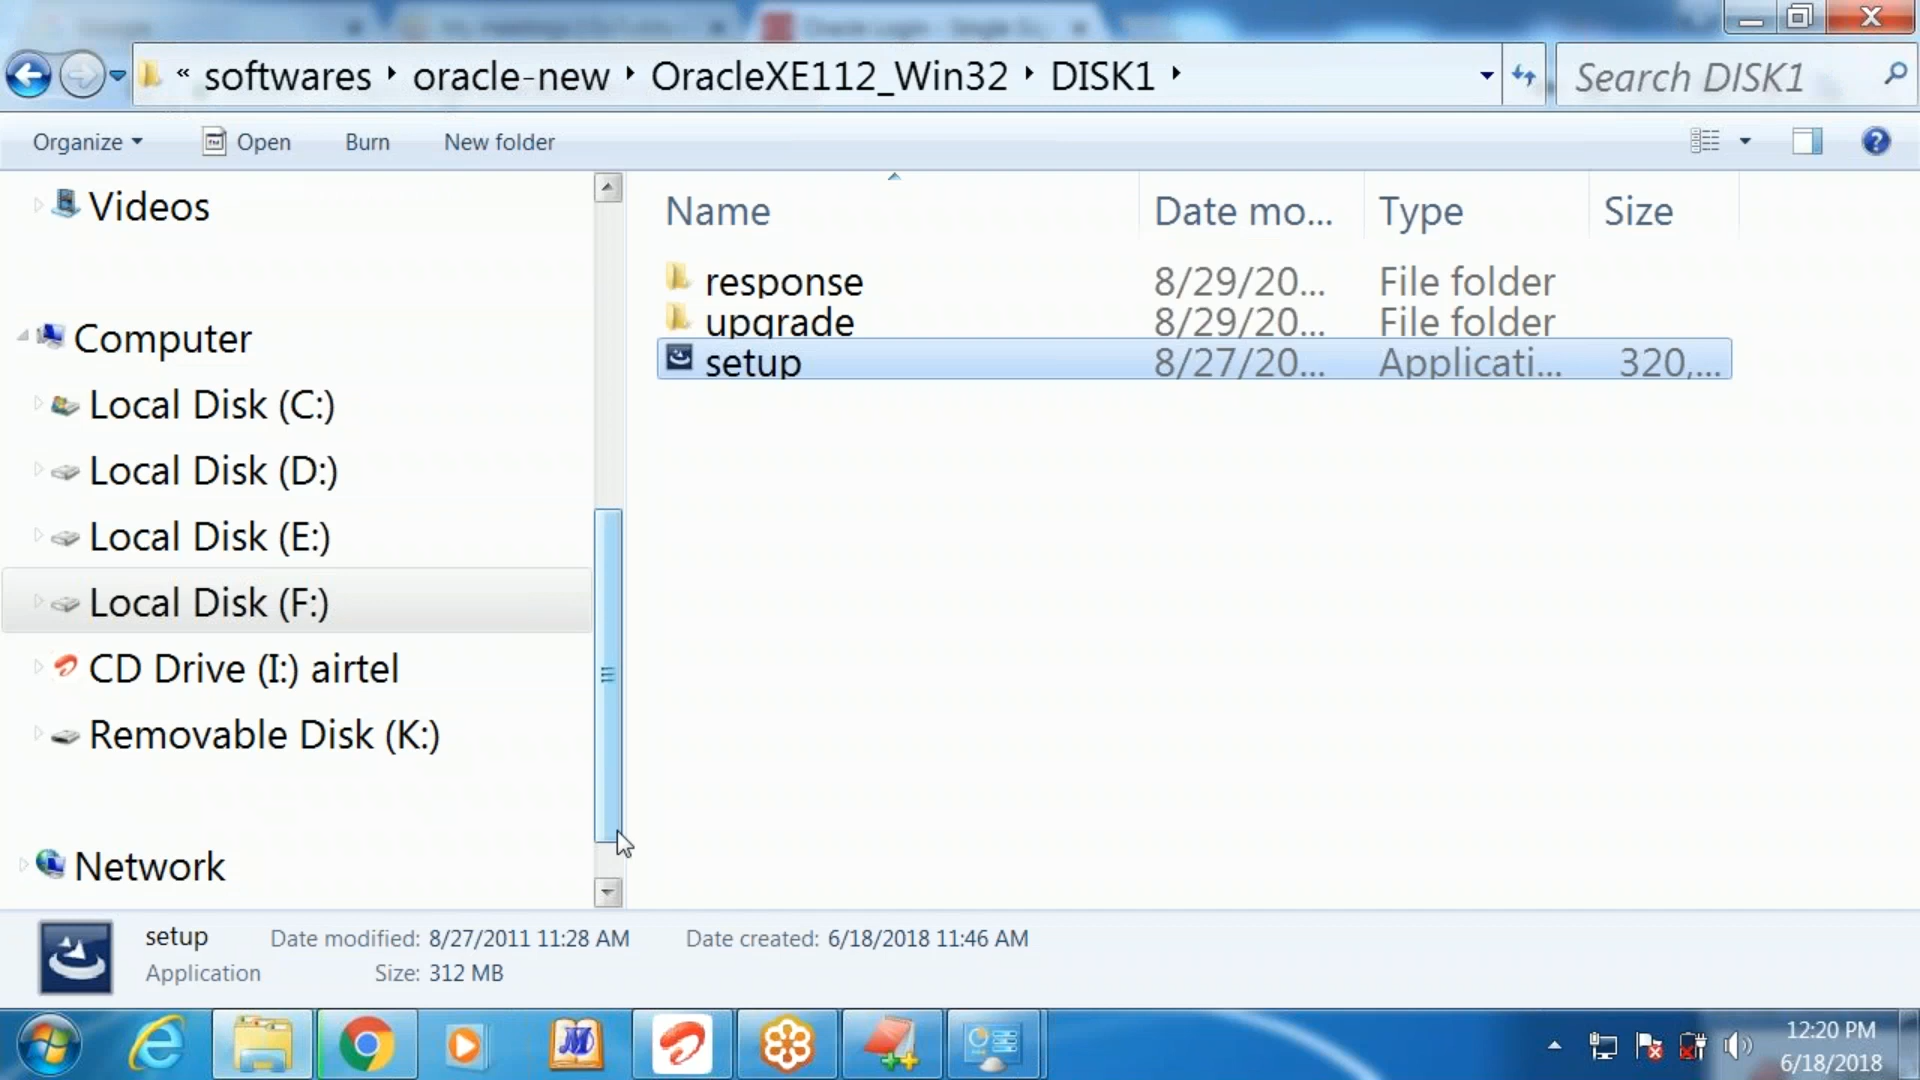 « softwares oracle-new OracleXE112_Win32 DISK1
Search DISK1
Organize Open Burn New folder
Videos
Computer
Local Disk (C:)
Local Disk (D:)
Local Disk (E:)
Local Disk (F:)
CD Drive (I:) airtel
Removable Disk (K:)
Network
Name Date mo... Type Size
response 8/29/20... File folder
upgrade 8/29/20... File folder
setup 8/27/20... Applicati... 320,...
setup Date modified: 8/27/2011 11:28 AM Date created: 6/18/2018 11:46 AM
Application Size: 312 MB
12:20 PM
6/18/2018